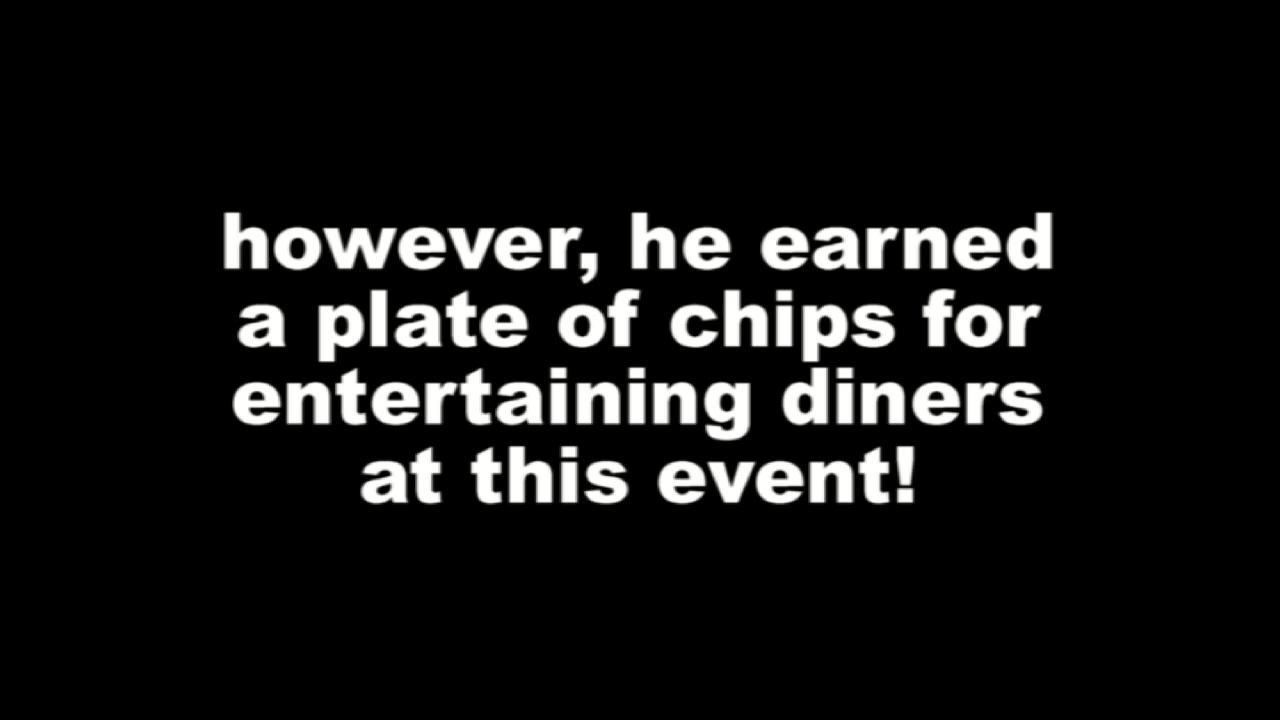 however, he earned
a plate of chips for
entertaining diners
at this event!